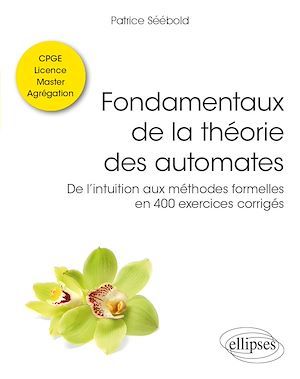 Patrice Séébold
CPGE
Licence
Master
Agrégation
Fondamentaux
de la théorie
des automates
De l'intuition aux méthodes formelles
en 400 exercices corrigés
ellipses